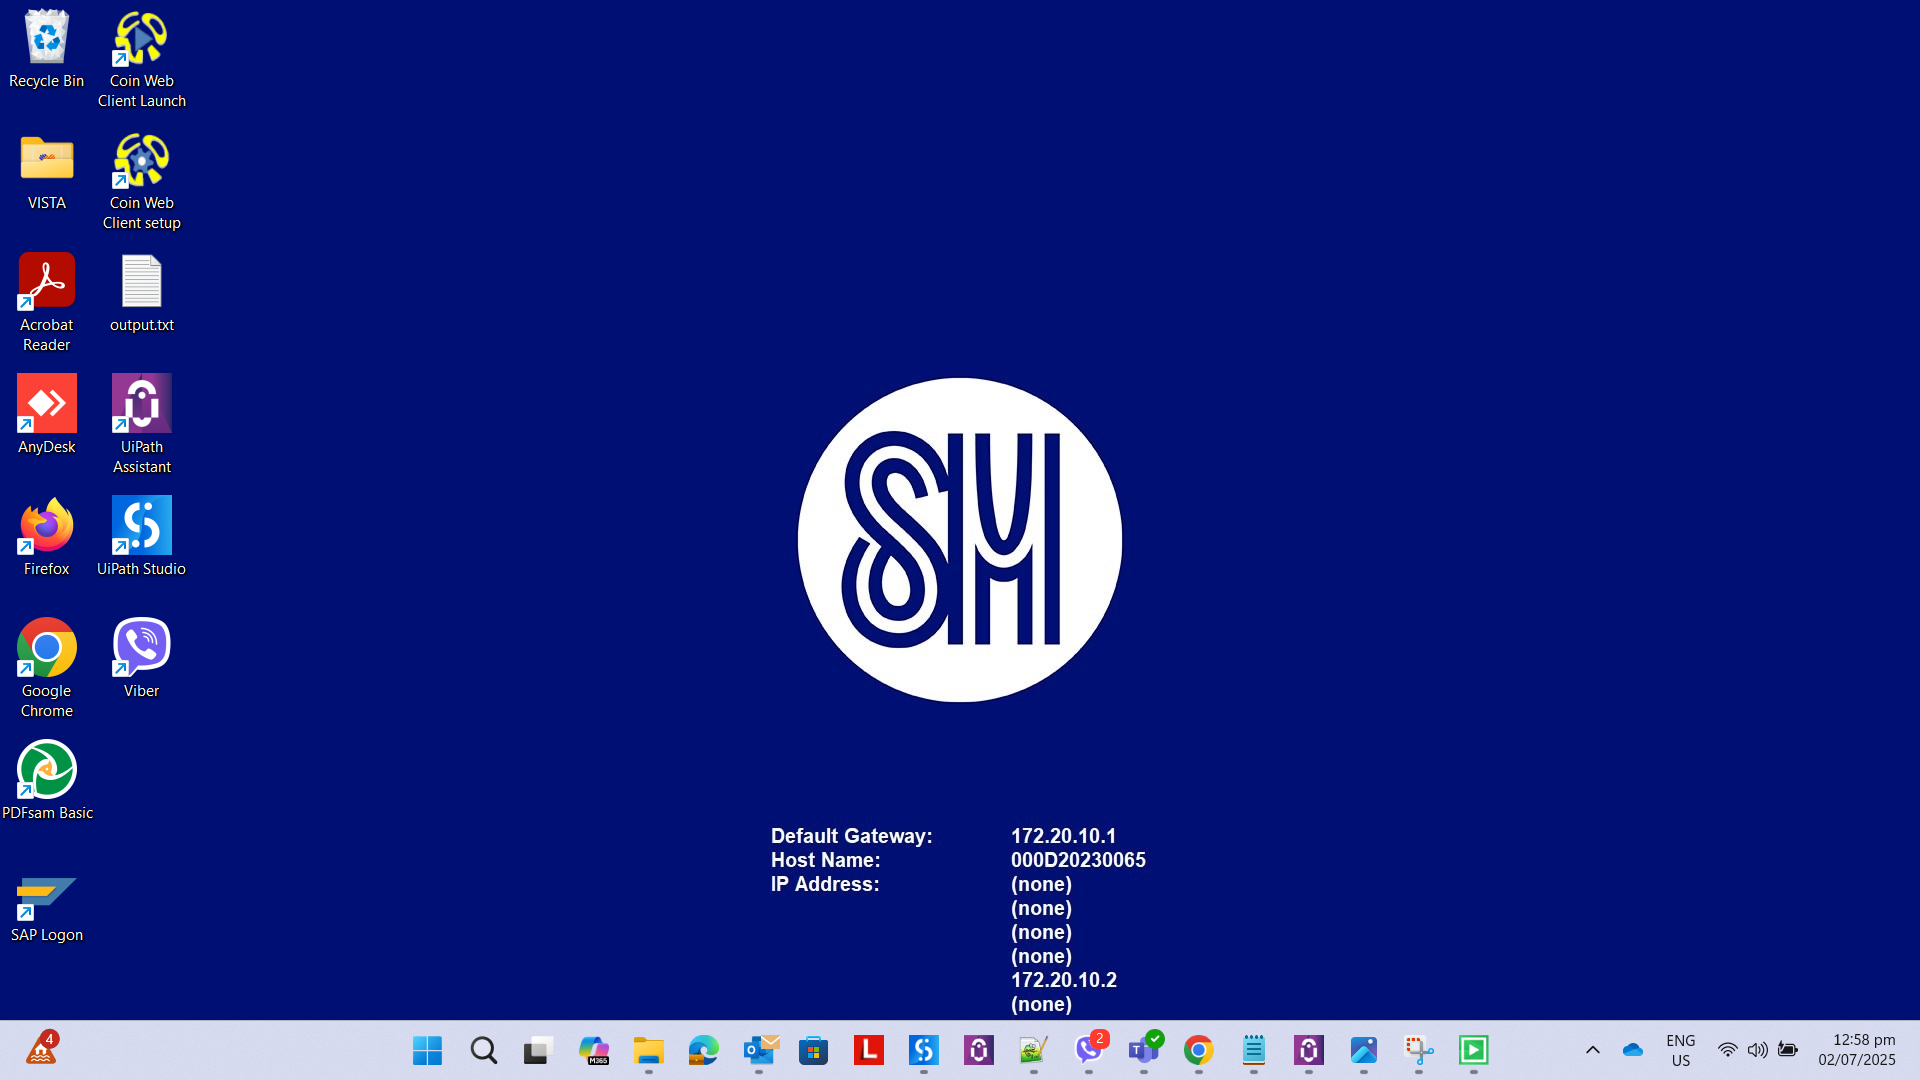 Recycle Bin
Coin Web
Client Launch
VISTA
Coin Web
Client setup
Acrobat
Reader
output.txt
AnyDesk
UiPath
Assistant
Firefox
UiPath Studio
Google
Chrome
Viber
PDFsam Basic
SAP Logon
SM
Default Gateway: 172.20.10.1
Host Name: 000D20230065
IP Address: (none)
(none)
(none)
(none)
172.20.10.2
(none)
4
M365
L
2
T
ENG
US
12:58 pm
02/07/2025